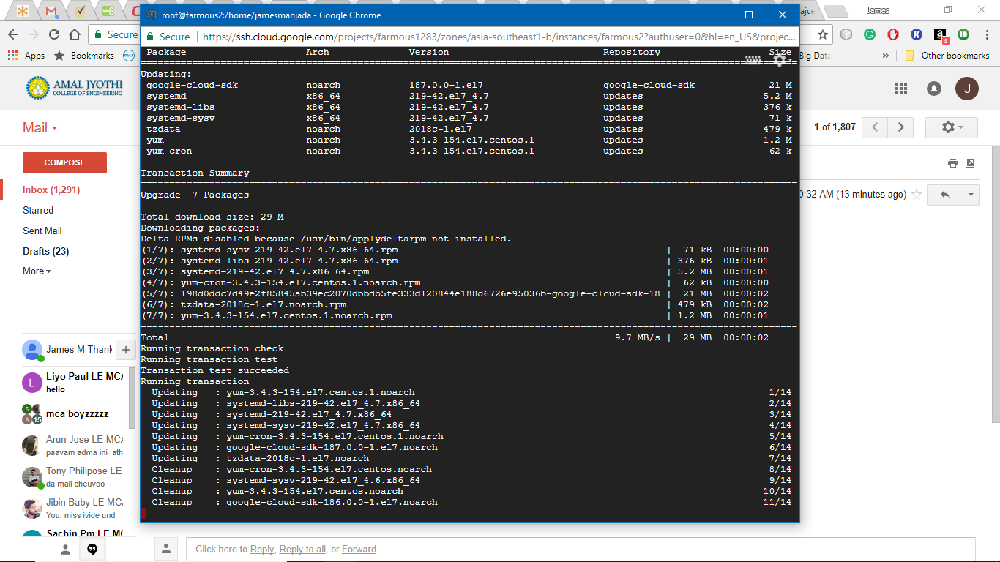 root@farmous2:/home/jamesmanjada - Google Chrome
James
Secure
Secure | https://ssh.cloud.google.com/projects/farmous1283/zones/asia-southeast1-b/instances/farmous2?authuser=0&hl=en_US&projec...
Apps
Bookmarks
Big Data
»
Other bookmarks
AMAL JYOTHI
COLLEGE OF ENGINEERING
J
Mail
1 of 1,807
COMPOSE
Inbox (1,291)
Starred
Sent Mail
Drafts (23)
More
0:32 AM (13 minutes ago)
James M Thank
+
L
Liyo Paul LE MCA
hello
S
A
15
mca boyzzzzz
Arun Jose LE MCA
paavam adma ini athu
Tony Philipose LE
da mail cheuvoo
Jibin Baby LE MCA
You: miss ivide und
Sachin Pm LE MC
Package Arch Version Repository Size
================================================================================
Updating:
google-cloud-sdk noarch 187.0.0-1.el7 google-cloud-sdk 21 M
systemd x86_64 219-42.el7_4.7 updates 5.2 M
systemd-libs x86_64 219-42.el7_4.7 updates 376 k
systemd-sysv x86_64 219-42.el7_4.7 updates 71 k
tzdata noarch 2018c-1.el7 updates 479 k
yum noarch 3.4.3-154.el7.centos.1 updates 1.2 M
yum-cron noarch 3.4.3-154.el7.centos.1 updates 62 k
Transaction Summary
================================================================================
Upgrade 7 Packages
Total download size: 29 M
Downloading packages:
Delta RPMs disabled because /usr/bin/applydeltarpm not installed.
(1/7): systemd-sysv-219-42.el7_4.7.x86_64.rpm | 71 kB 00:00:00
(2/7): systemd-libs-219-42.el7_4.7.x86_64.rpm | 376 kB 00:00:01
(3/7): systemd-219-42.el7_4.7.x86_64.rpm | 5.2 MB 00:00:01
(4/7): yum-cron-3.4.3-154.el7.centos.1.noarch.rpm | 62 kB 00:00:00
(5/7): 198d0ddc7d49e2f85845ab39ec2070dbbdb5fe333d120844e188d6726e95036b-google-cloud-sdk-18 | 21 MB 00:00:02
(6/7): tzdata-2018c-1.el7.noarch.rpm | 479 kB 00:00:02
(7/7): yum-3.4.3-154.el7.centos.1.noarch.rpm | 1.2 MB 00:00:01
--------------------------------------------------------------------------------
Total 9.7 MB/s | 29 MB 00:00:02
Running transaction check
Running transaction test
Transaction test succeeded
Running transaction
Updating : yum-3.4.3-154.el7.centos.1.noarch 1/14
Updating : systemd-libs-219-42.el7_4.7.x86_64 2/14
Updating : systemd-219-42.el7_4.7.x86_64 3/14
Updating : systemd-sysv-219-42.el7_4.7.x86_64 4/14
Updating : yum-cron-3.4.3-154.el7.centos.1.noarch 5/14
Updating : google-cloud-sdk-187.0.0-1.el7.noarch 6/14
Updating : tzdata-2018c-1.el7.noarch 7/14
Cleanup : yum-cron-3.4.3-154.el7.centos.noarch 8/14
Cleanup : systemd-sysv-219-42.el7_4.6.x86_64 9/14
Cleanup : yum-3.4.3-154.el7.centos.noarch 10/14
Cleanup : google-cloud-sdk-186.0.0-1.el7.noarch 11/14
Click here to Reply, Reply to all, or Forward